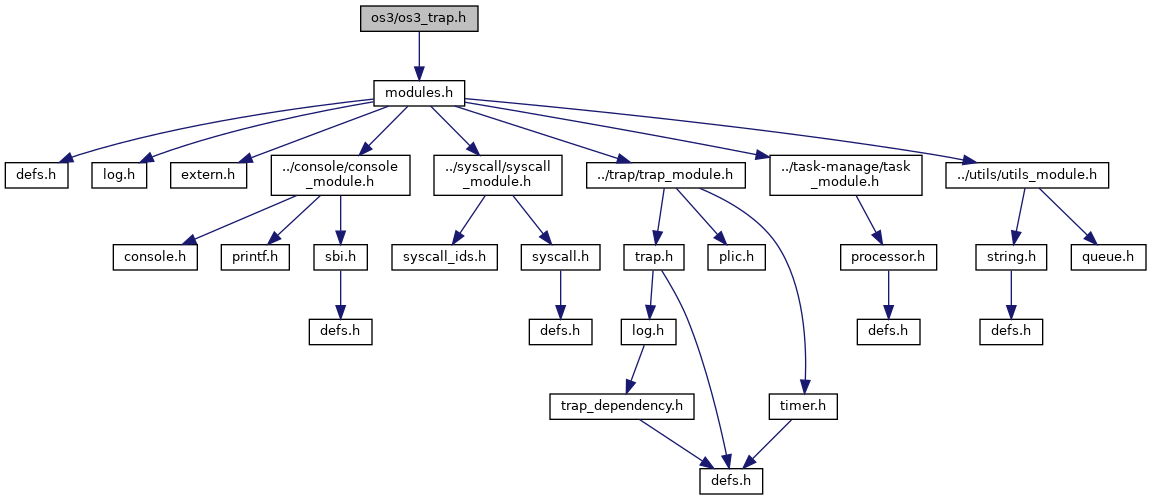 os3/os3_trap.h
modules.h
defs.h
log.h
extern.h
../console/console
_module.h
../syscall/syscall
_module.h
../trap/trap_module.h
../task-manage/task
_module.h
../utils/utils_module.h
console.h
printf.h
sbi.h
syscall_ids.h
syscall.h
trap.h
plic.h
processor.h
string.h
queue.h
defs.h
defs.h
log.h
defs.h
defs.h
trap_dependency.h
timer.h
defs.h